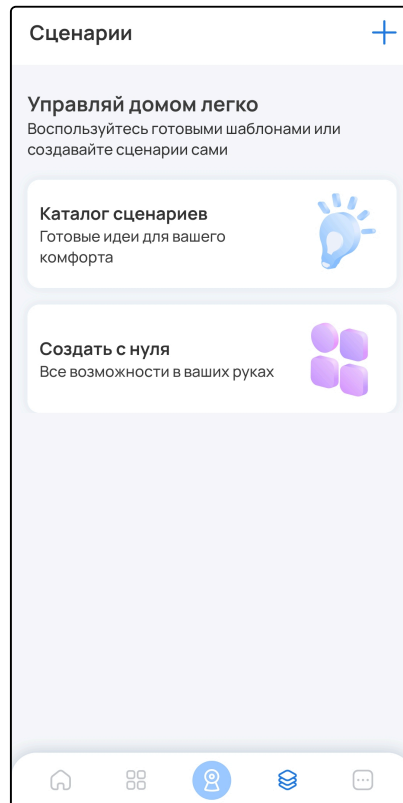 Сценарии
Управляй домом легко
Воспользуйтесь готовыми шаблонами или
создавайте сценарии сами
Каталог сценариев
Готовые идеи для вашего
комфорта
Создать с нуля
Все возможности в ваших руках